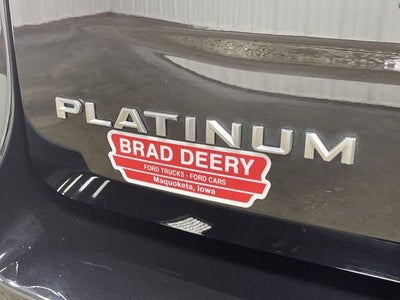 PLATINUM
BRAD DEERY
FORD TRUCKS - FORD CARS
Maquoketa, Iowa